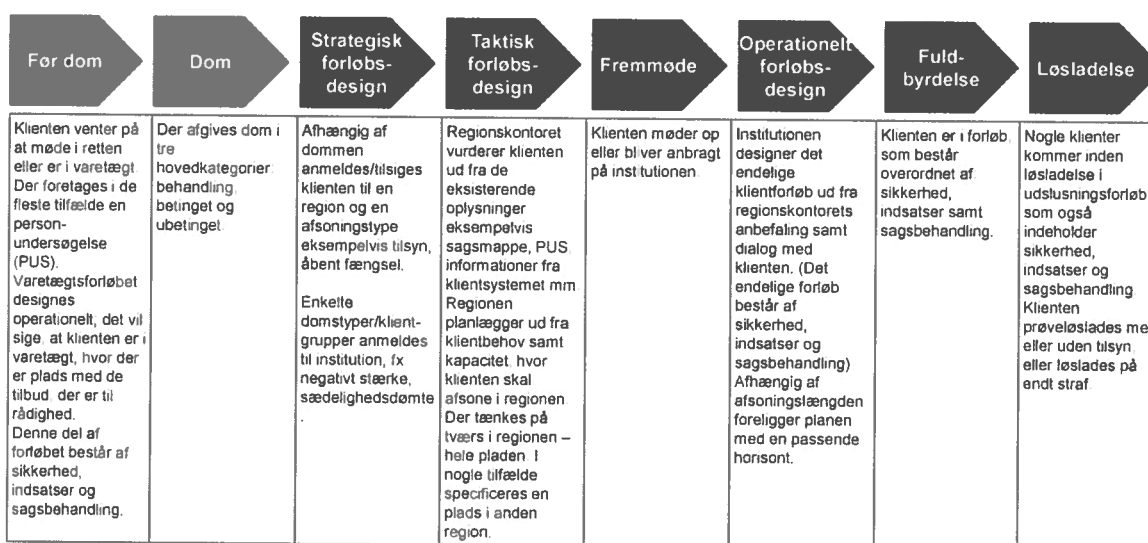 Før dom
Dom
Strategisk
forløbs-
design
Taktisk
forløbs-
design
Fremmøde
Operationelt
forløbs-
design
Fuld-
byrdelse
Løsladelse
Klienten venter på
at møde i retten
eller er i varetægt
Der foretages i de
fleste tilfælde en
person-
undersøgelse
(PUS).
Varetægtsforløbet
designes
operationelt, det vil
sige, at klienten er i
varetægt, hvor der
er plads med de
tilbud, der er til
rådighed.
Denne del af
forløbet består af
sikkerhed,
indsatser og
sagsbehandling.
Der afgives dom i
tre
hovedkategorier:
behandling,
betinget og
ubetinget
Afhængig af
dommen
anmeldes/tilsiges
klienten til en
region og en
afsoningstype
eksempelvis tilsyn,
åbent fængsel.
Enkelte
domstyper/klient-
grupper anmeldes
til institution, fx
negativt stærke,
sædelighedsdømte
.
Regionskontoret
vurderer klienten
ud fra de
eksisterende
oplysninger
eksempelvis
sagsmappe, PUS,
informationer fra
klientsystemet mm
Regionen
planlægger ud fra
klientbehov samt
kapacitet, hvor
klienten skal
afsone i regionen
Der tænkes på
tværs i regionen –
hele pladen. I
nogle tilfælde
specificeres en
plads i anden
region.
Klienten møder op
eller bliver anbragt
på institutionen
Institutionen
designer det
endelige
klientforløb ud fra
regionskontorets
anbefaling samt
dialog med
klienten. (Det
endelige forløb
består af
sikkerhed,
indsatser og
sagsbehandling)
Afhængig af
afsoningslængden
foreligger planen
med en passende
horisont.
Klienten er i forløb,
som består
overordnet af
sikkerhed,
indsatser samt
sagsbehandling.
Nogle klienter
kommer inden
løsladelse i
udslusningsforløb
som også
indeholder
sikkerhed,
indsatser og
sagsbehandling
Klienten
prøveløslades me
eller uden tilsyn,
eller løslades på
endt straf